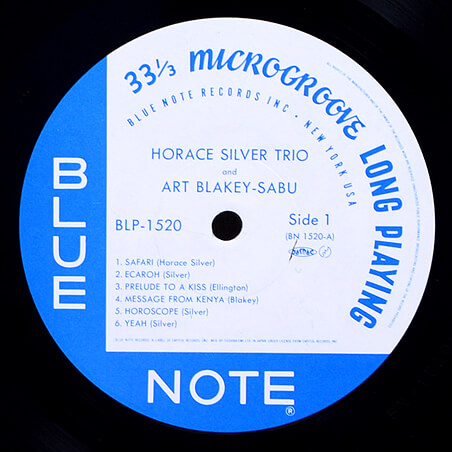 33⅓ MICROGROOVE LONG PLAYING
BLUE NOTE RECORDS INC · NEW YORK USA
HORACE SILVER TRIO
and
ART BLAKEY-SABU
BLP-1520
Side 1
(BN 1520-A)
1. SAFARI (Horace Silver)
2. ECAROH (Silver)
3. PRELUDE TO A KISS (Ellington)
4. MESSAGE FROM KENYA (Blakey)
5. HOROSCOPE (Silver)
6. YEAH (Silver)
BLUE
NOTE
®